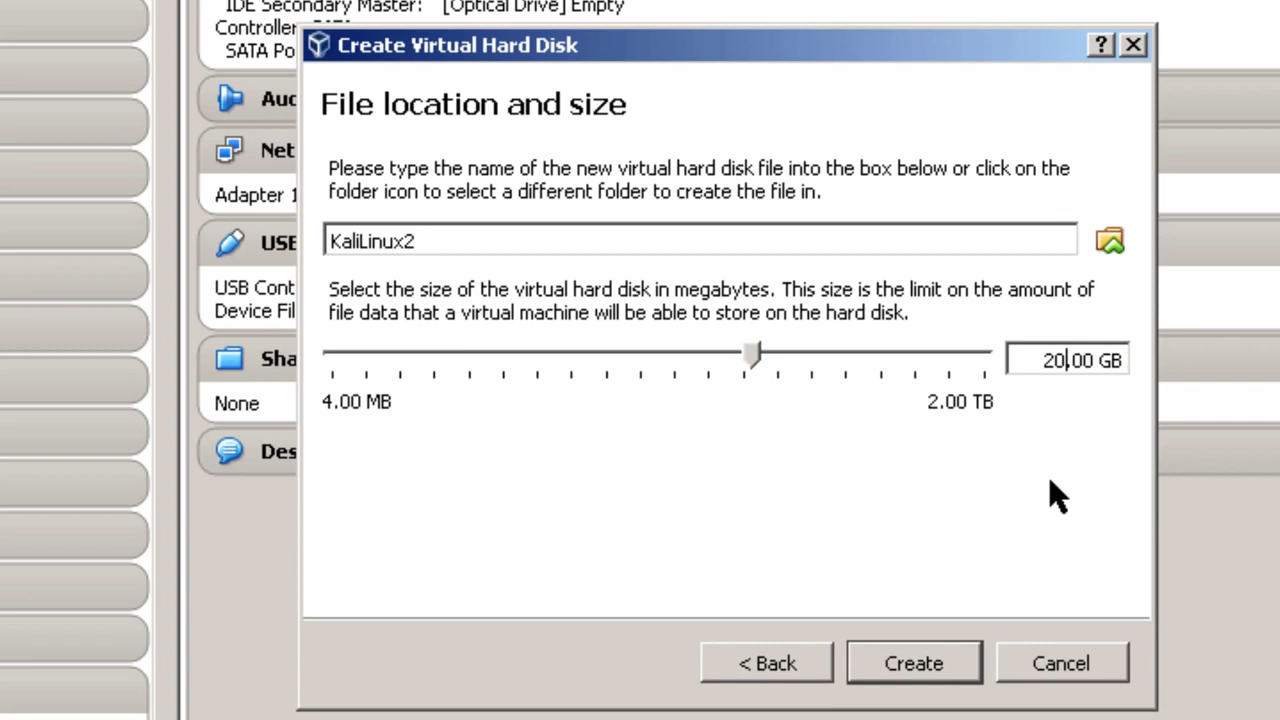 IDE Secondary Master: [Optical Drive] Empty
Controller: SATA
SATA Po
Create Virtual Hard Disk
File location and size
Auc
Net
Please type the name of the new virtual hard disk file into the box below or click on the
folder icon to select a different folder to create the file in.
Adapter 1
USB
KaliLinux2
USB Cont
Device Fil
Select the size of the virtual hard disk in megabytes. This size is the limit on the amount of
file data that a virtual machine will be able to store on the hard disk.
Sha
20.00 GB
None
4.00 MB
2.00 TB
Des
< Back
Create
Cancel